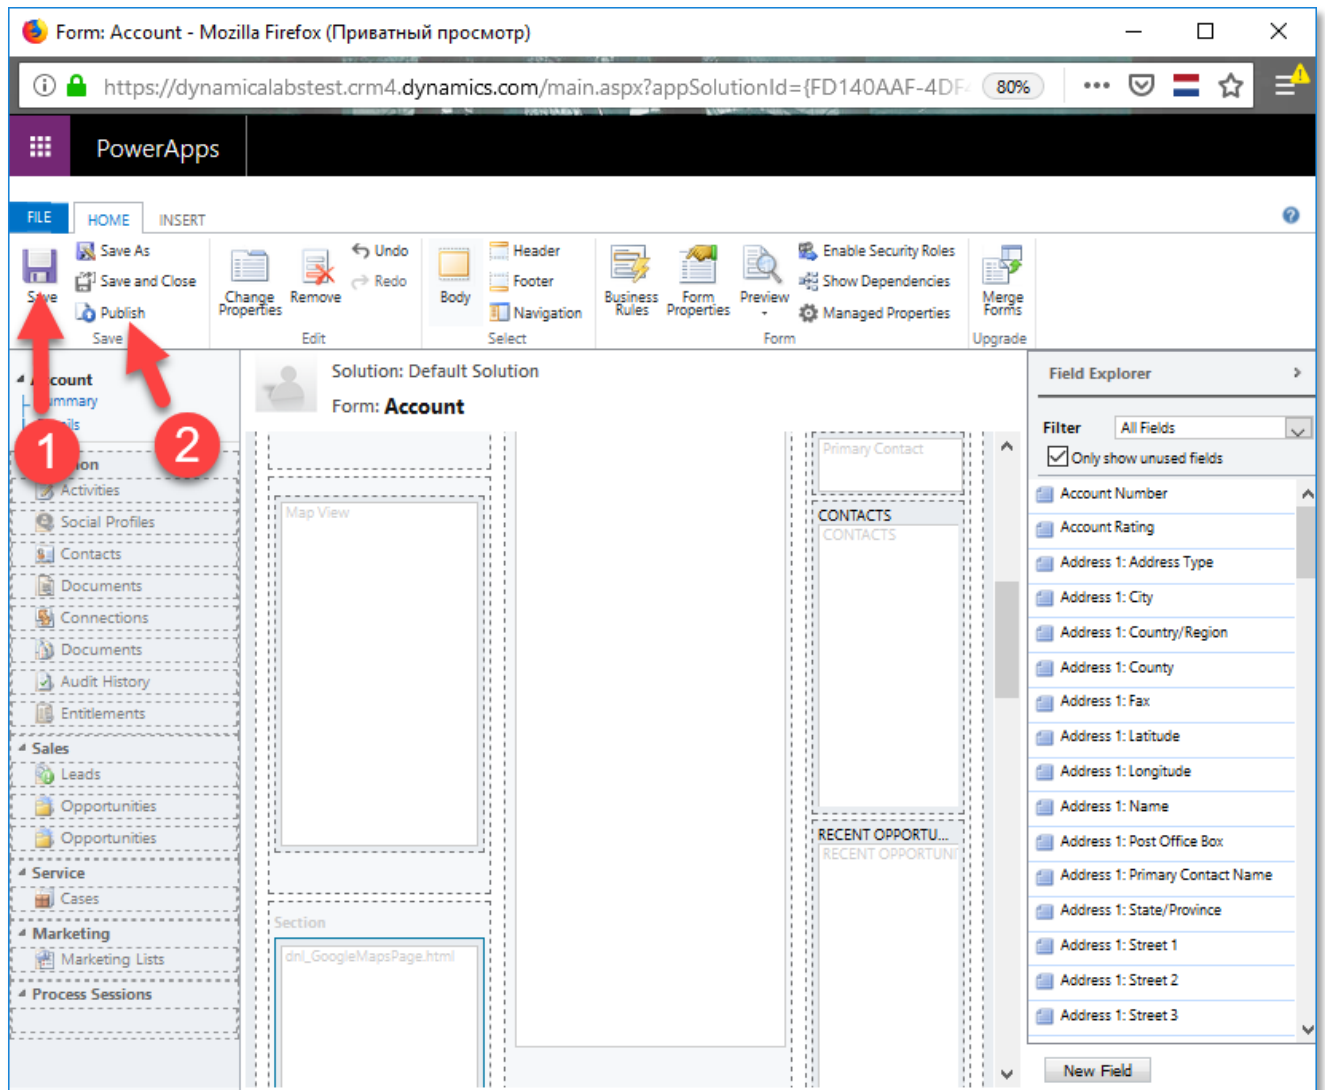 Form: Account - Mozilla Firefox (Приватный просмотр)
https://dynamicalabstest.crm4.dynamics.com/main.aspx?appSolutionId={FD140AAF-4DF 80%
PowerApps
FILE HOME INSERT
Save
Save As
Save and Close
Publish
Save
Change Properties
Remove
Undo
Redo
Edit
Body
Header
Footer
Navigation
Select
Business Rules
Form Properties
Preview
Enable Security Roles
Show Dependencies
Managed Properties
Form
Merge Forms
Upgrade
1
2
Account
Activities
Social Profiles
Contacts
Documents
Connections
Documents
Audit History
Entitlements
Sales
Leads
Opportunities
Opportunities
Service
Cases
Marketing
Marketing Lists
Process Sessions
Solution: Default Solution
Form: Account
Map View
Section
dnl_GoogleMapsPage.html
Primary Contact
CONTACTS
CONTACTS
RECENT OPPORTU...
RECENT OPPORTUNI
Field Explorer
Filter All Fields
Only show unused fields
Account Number
Account Rating
Address 1: Address Type
Address 1: City
Address 1: Country/Region
Address 1: County
Address 1: Fax
Address 1: Latitude
Address 1: Longitude
Address 1: Name
Address 1: Post Office Box
Address 1: Primary Contact Name
Address 1: State/Province
Address 1: Street 1
Address 1: Street 2
Address 1: Street 3
New Field